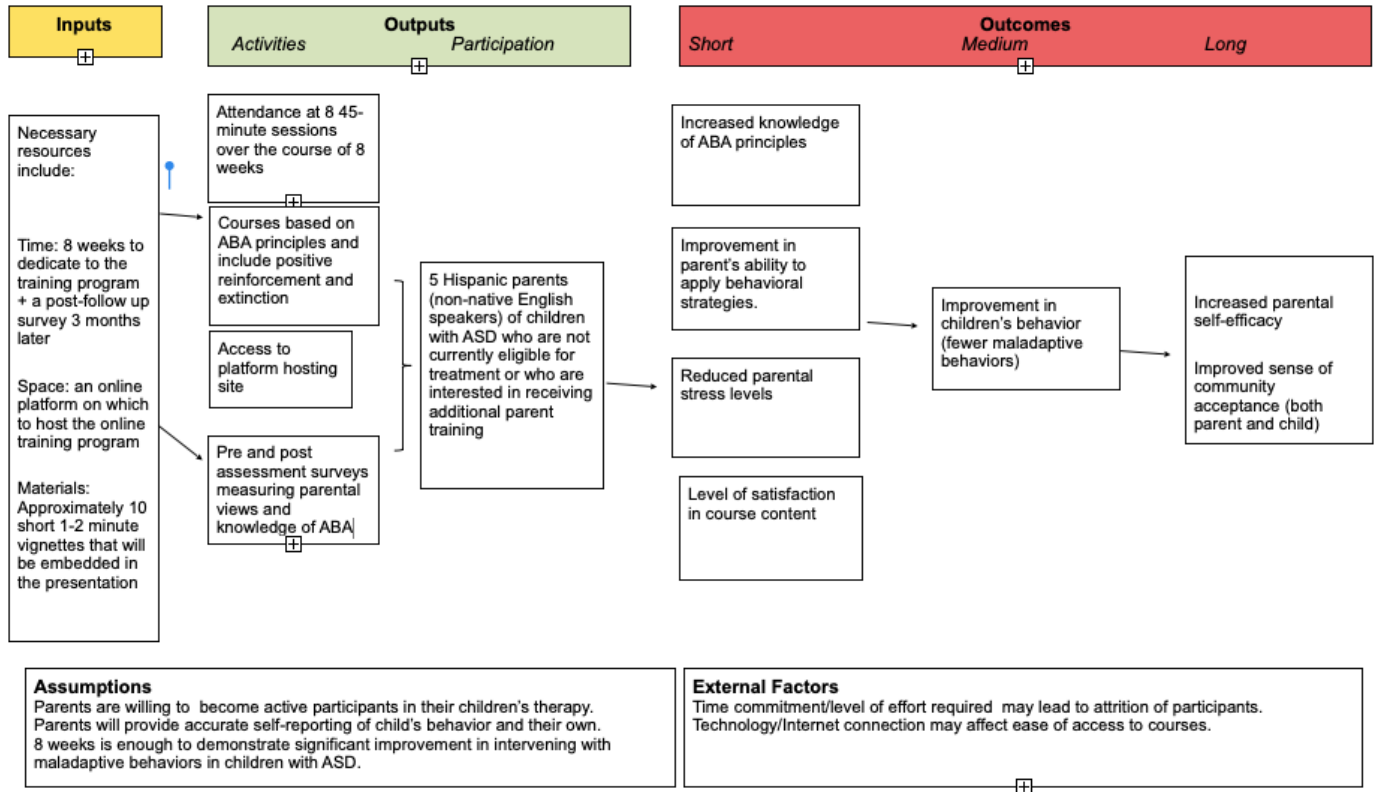 Inputs
Outputs
Activities
Participation
Outcomes
Short
Medium
Long
Necessary
resources
include:
Time: 8 weeks to
dedicate to the
training program
+ a post-follow up
survey 3 months
later
Space: an online
platform on which
to host the online
training program
Materials:
Approximately 10
short 1-2 minute
vignettes that will
be embedded in
the presentation
Attendance at 8 45-
minute sessions
over the course of 8
weeks
Courses based on
ABA principles and
include positive
reinforcement and
extinction
Access to
platform hosting
site
Pre and post
assessment surveys
measuring parental
views and
knowledge of ABA
5 Hispanic parents
(non-native English
speakers) of children
with ASD who are not
currently eligible for
treatment or who are
interested in receiving
additional parent
training
Increased knowledge
of ABA principles
Improvement in
parent's ability to
apply behavioral
strategies.
Reduced parental
stress levels
Level of satisfaction
in course content
Improvement in
children's behavior
(fewer maladaptive
behaviors)
Increased parental
self-efficacy
Improved sense of
community
acceptance (both
parent and child)
Assumptions
Parents are willing to  become active participants in their children's therapy.
Parents will provide accurate self-reporting of child's behavior and their own.
8 weeks is enough to demonstrate significant improvement in intervening with
maladaptive behaviors in children with ASD.
External Factors
Time commitment/level of effort required  may lead to attrition of participants.
Technology/Internet connection may affect ease of access to courses.